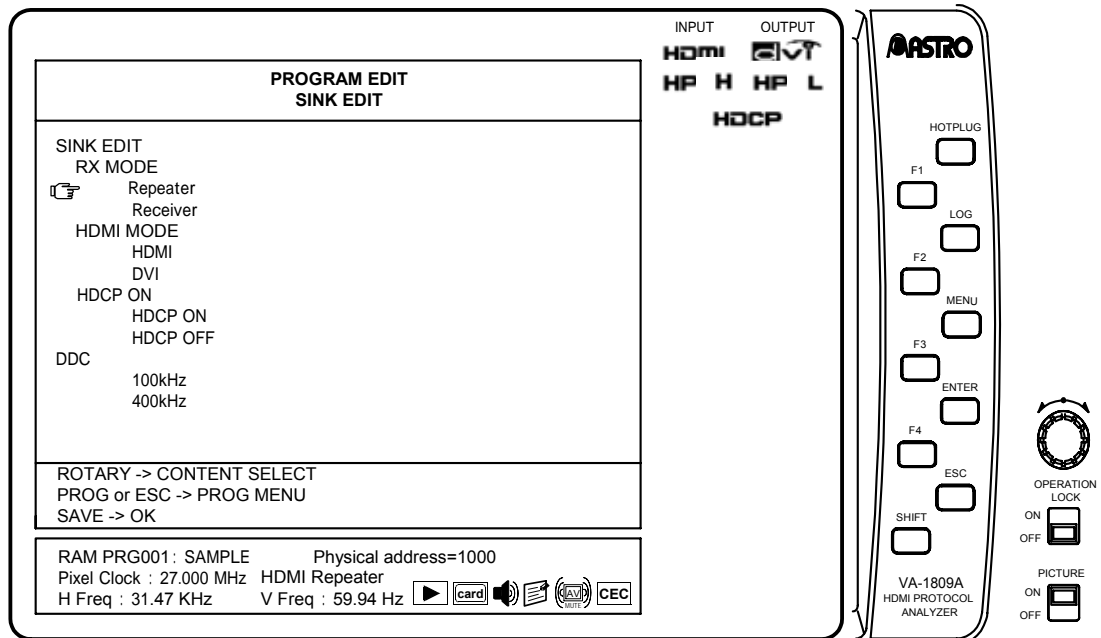 PROGRAM EDIT
SINK EDIT
SINK EDIT
RX MODE
Repeater
Receiver
HDMI MODE
HDMI
DVI
HDCP ON
HDCP ON
HDCP OFF
DDC
100kHz
400kHz
ROTARY -> CONTENT SELECT
PROG or ESC -> PROG MENU
SAVE -> OK
RAM PRG001 : SAMPLE Physical address=1000
Pixel Clock : 27.000 MHz HDMI Repeater
H Freq : 31.47 KHz V Freq : 59.94 Hz card AV MUTE CEC
INPUT OUTPUT
HDMI DVI
HP H HP L
HDCP
ASTRO
HOTPLUG
F1
LOG
F2
MENU
F3
ENTER
F4
ESC
SHIFT
VA-1809A
HDMI PROTOCOL
ANALYZER
OPERATION
LOCK
ON
OFF
PICTURE
ON
OFF